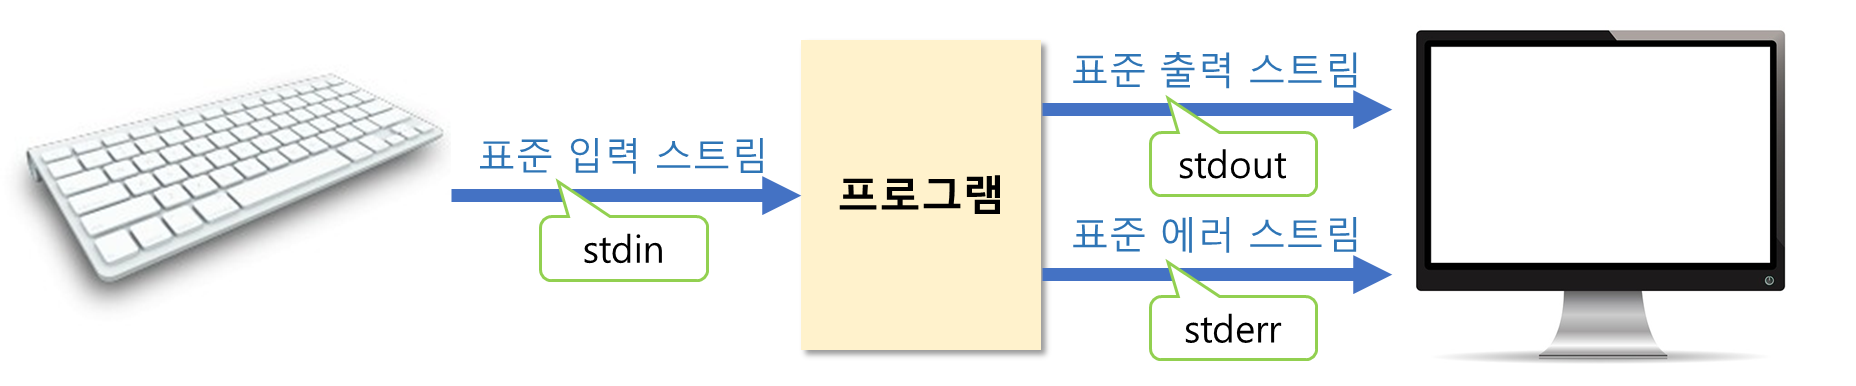 표준 입력 스트림
stdin
프로그램
표준 출력 스트림
stdout
표준 에러 스트림
stderr